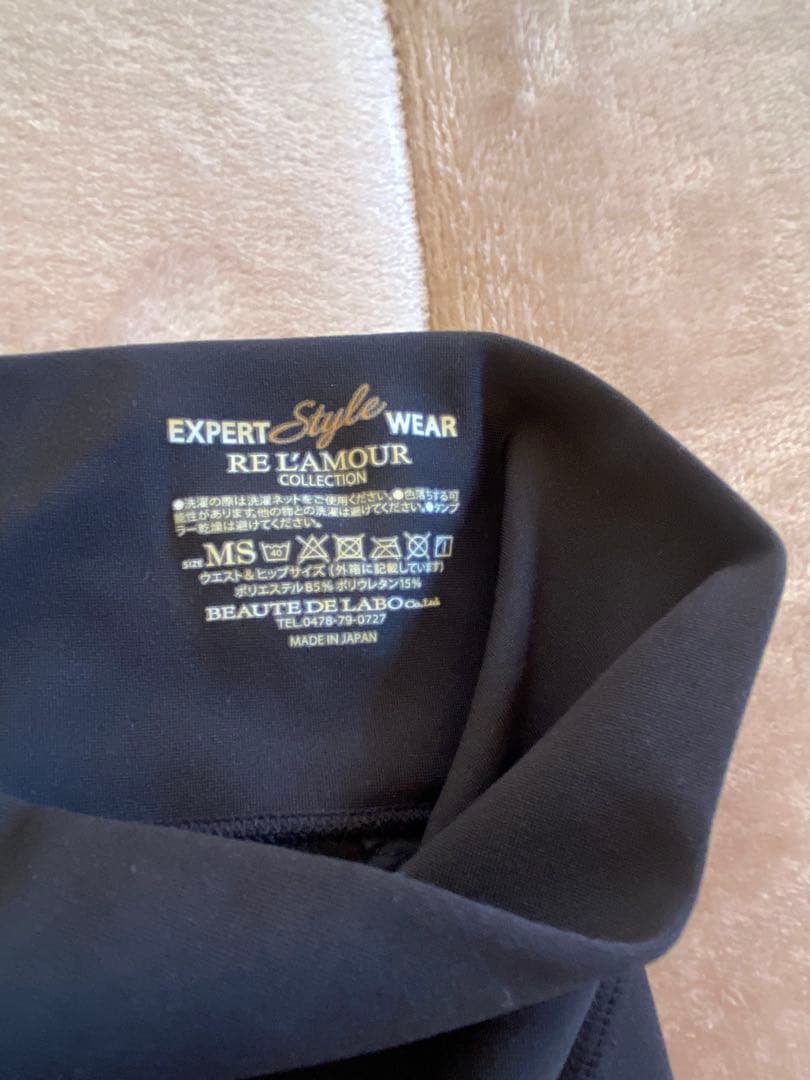 EXPERT Style WEAR
RE L'AMOUR
COLLECTION
●洗濯の際は洗濯ネットをご使用ください。●色落ちする可
能性があります。他の物との洗濯は避けてください。●タンブ
ラー乾燥は避けてください。
SIZE MS 40
ウエスト&ヒップサイズ (外箱に記載しています)
ポリエステル85% ポリウレタン15%
BEAUTE DE LABO Co.Ltd
TEL.0478-79-0727
MADE IN JAPAN